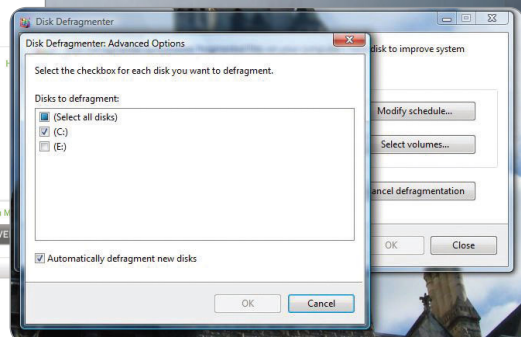 Disk Defragmenter
Disk Defragmenter: Advanced Options
disk to improve system
Select the checkbox for each disk you want to defragment.
Disks to defragment:
(Select all disks)
(C:)
(E:)
Modify schedule...
Select volumes...
ancel defragmentation
Automatically defragment new disks
OK
Close
OK
Cancel